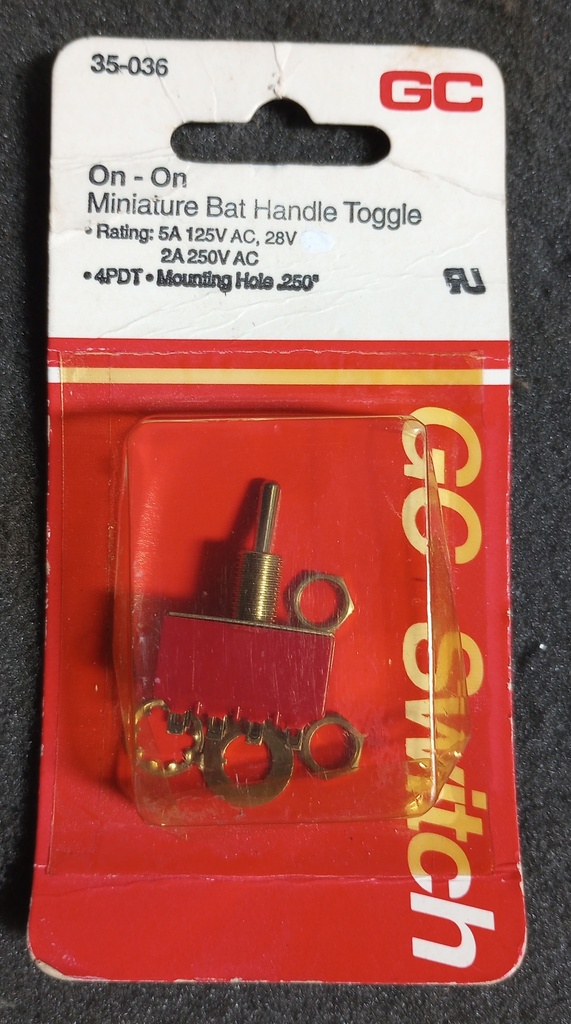 35-036
GC
On - On
Miniature Bat Handle Toggle
• Rating: 5A 125V AC, 28V
2A 250V AC
• 4PDT • Mounting Hole .250"
GC Switch